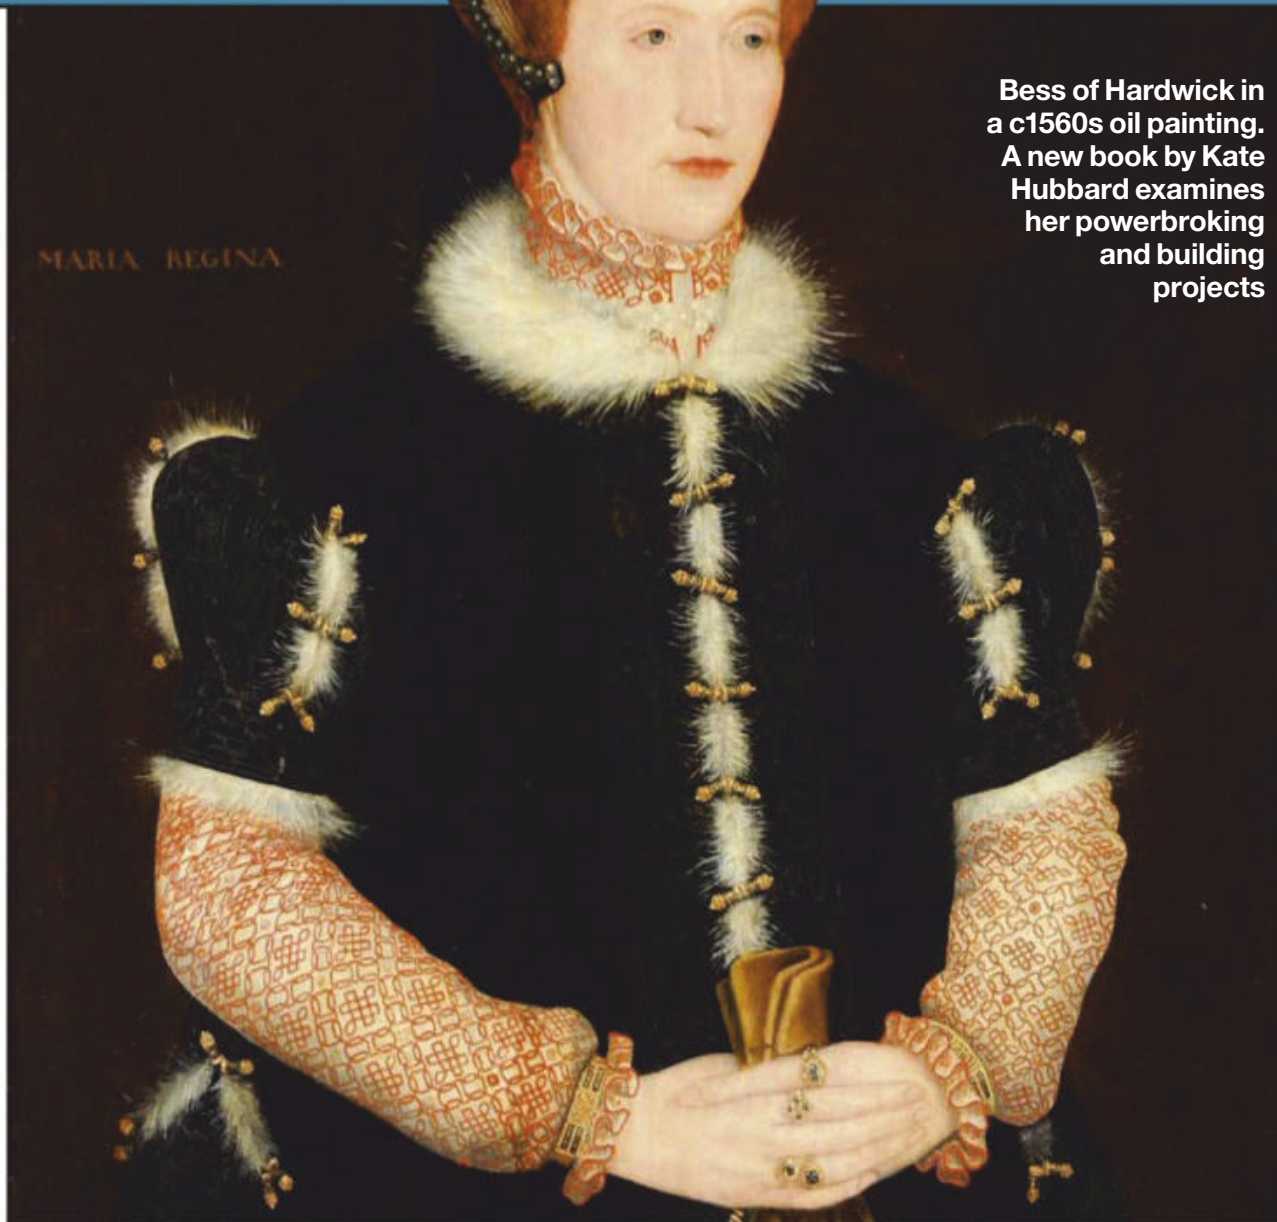 MARIA REGINA
Bess of Hardwick in
a c1560s oil painting.
A new book by Kate
Hubbard examines
her powerbroking
and building
projects